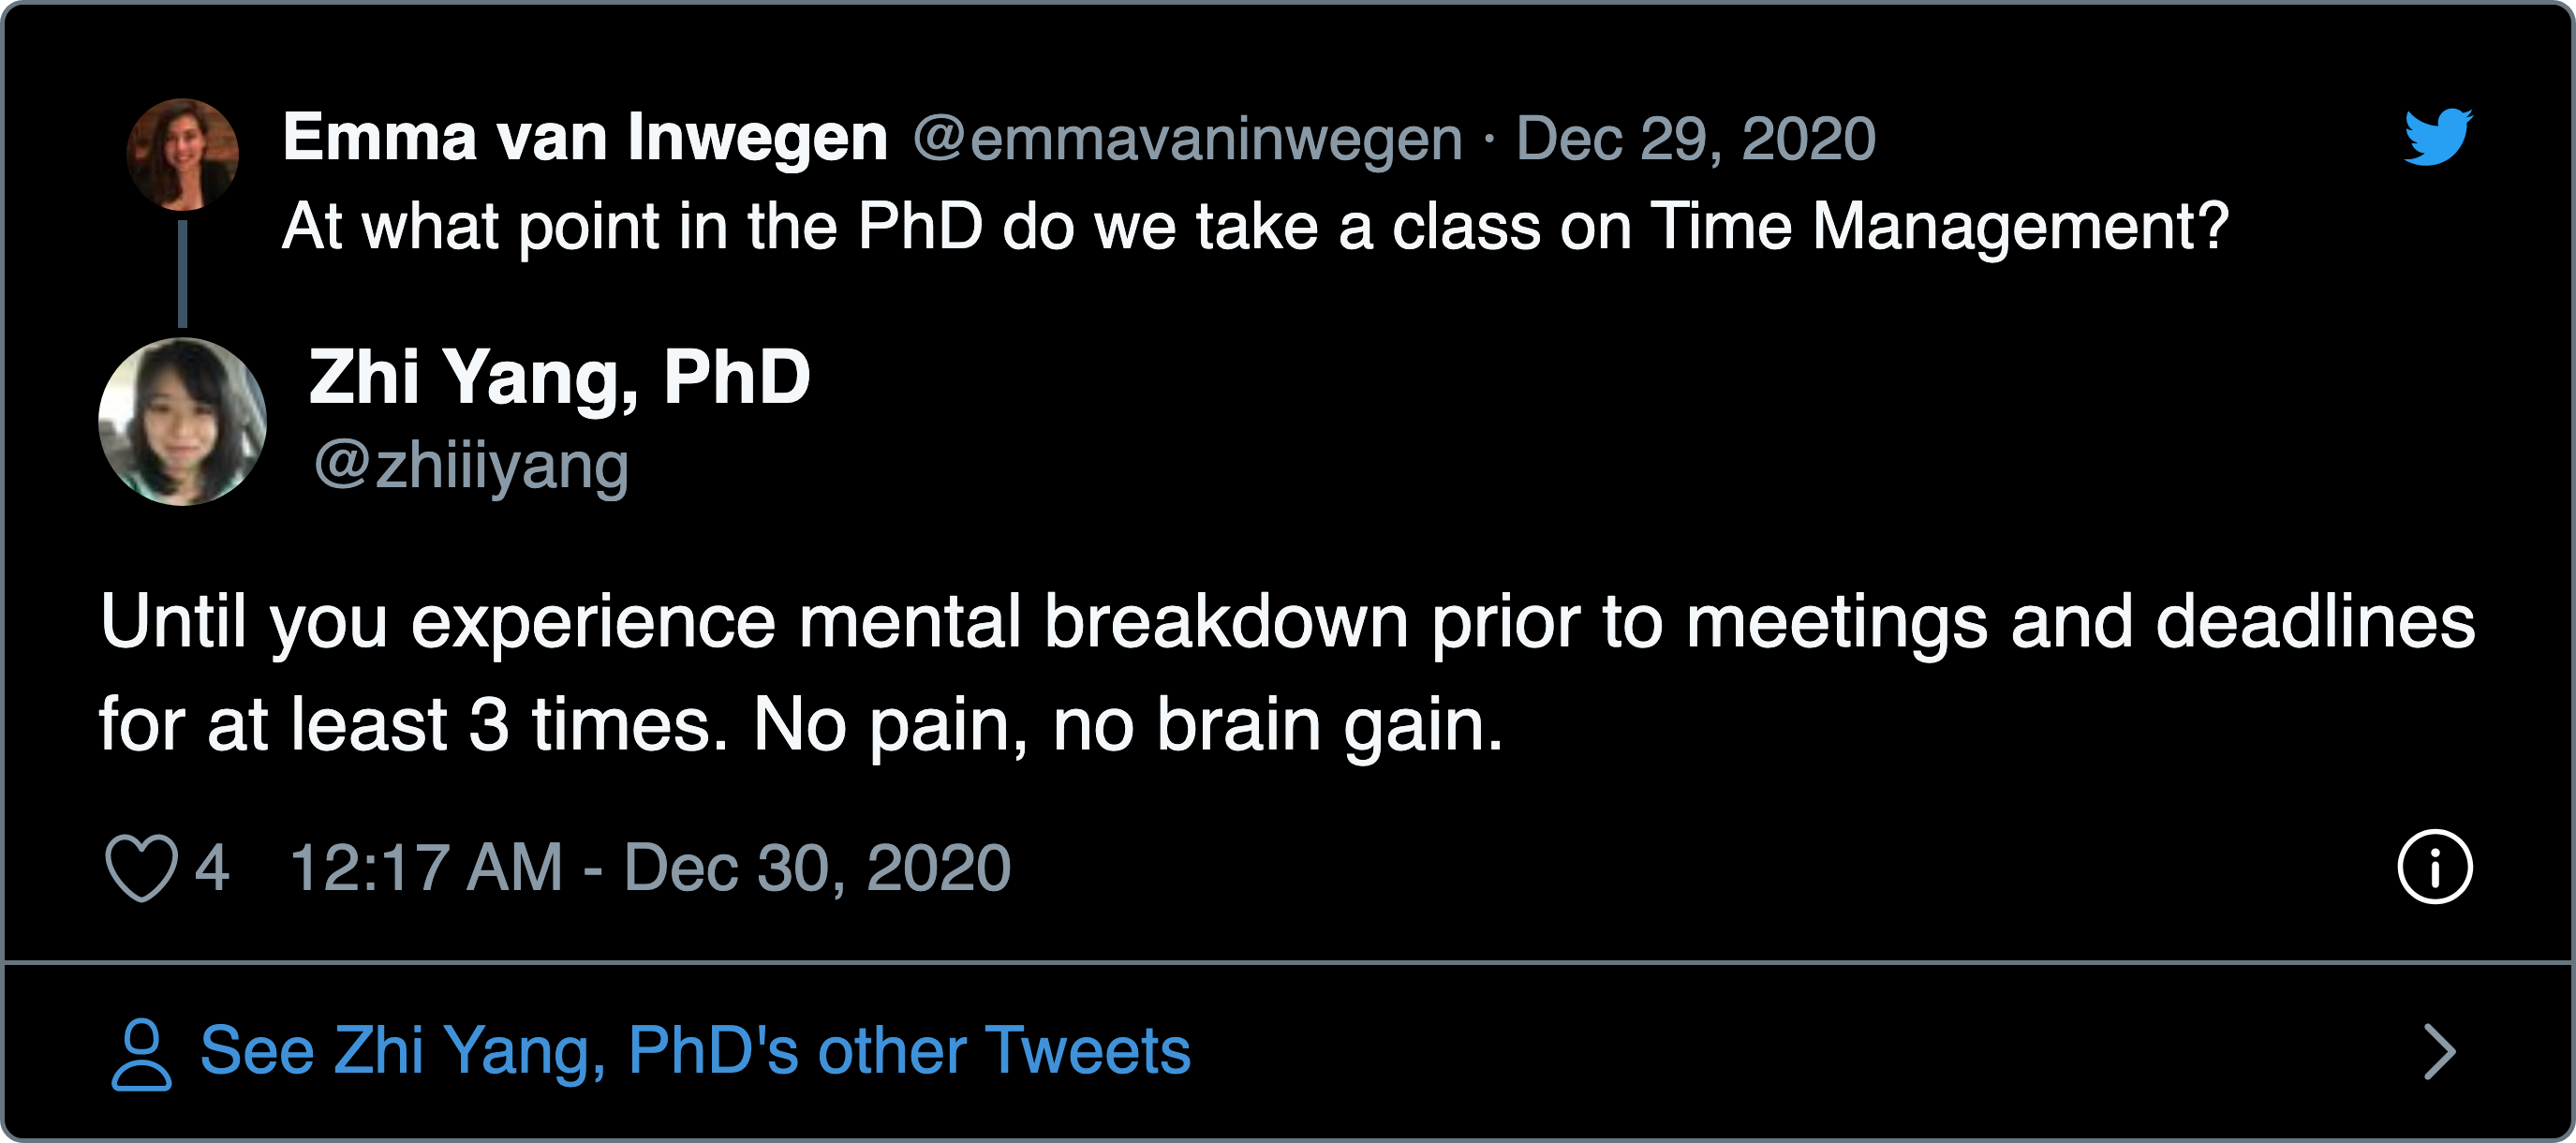 Emma van Inwegen @emmavaninwegen · Dec 29, 2020
At what point in the PhD do we take a class on Time Management?
Zhi Yang, PhD
@zhiiiyang
Until you experience mental breakdown prior to meetings and deadlines
for at least 3 times. No pain, no brain gain.
4 12:17 AM - Dec 30, 2020
See Zhi Yang, PhD's other Tweets